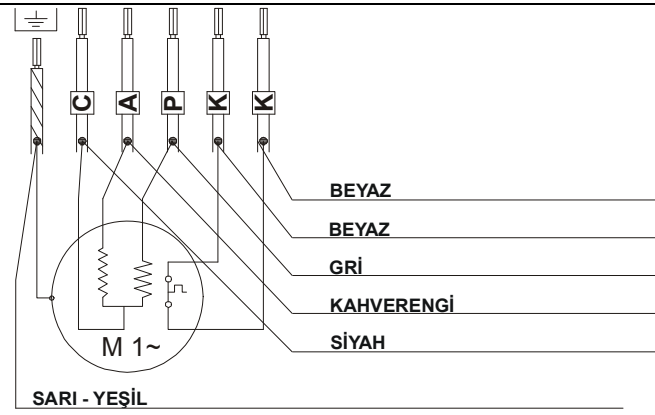 C A P K K
BEYAZ
BEYAZ
GRİ
KAHVERENGİ
SİYAH
M 1~
SARI - YEŞİL